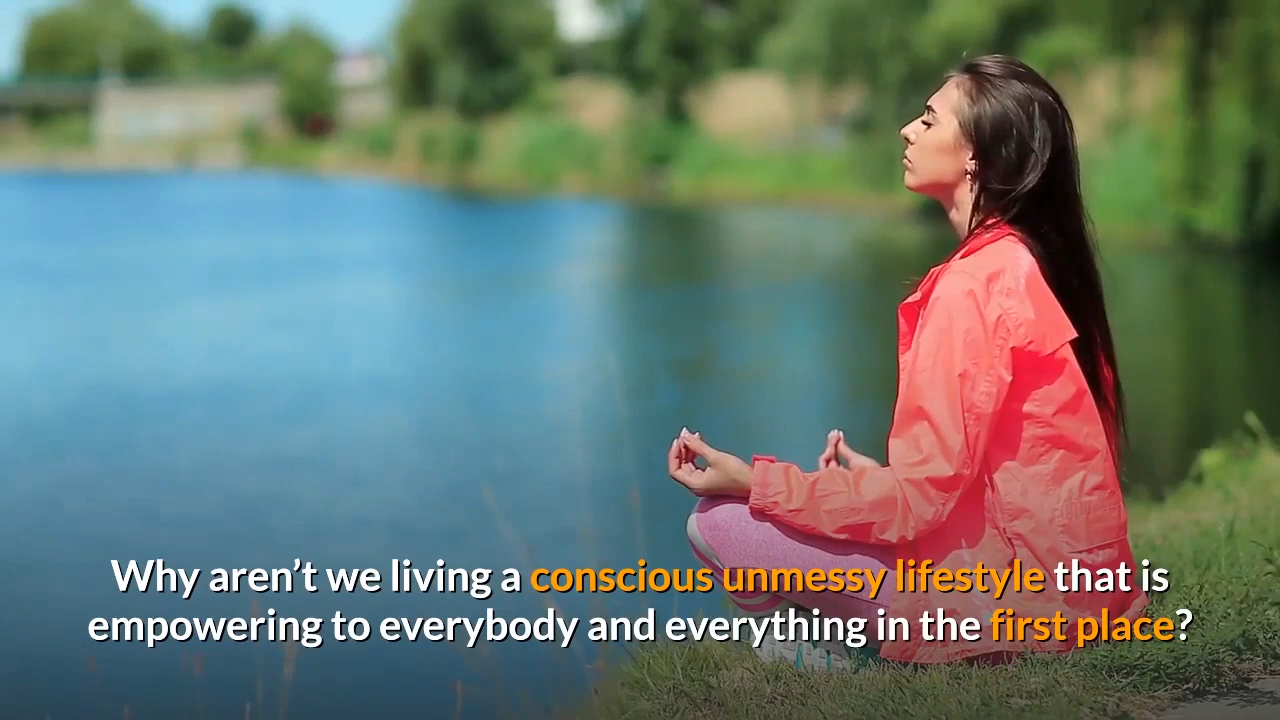 Why aren’t we living a conscious unmessy lifestyle that is
empowering to everybody and everything in the first place?